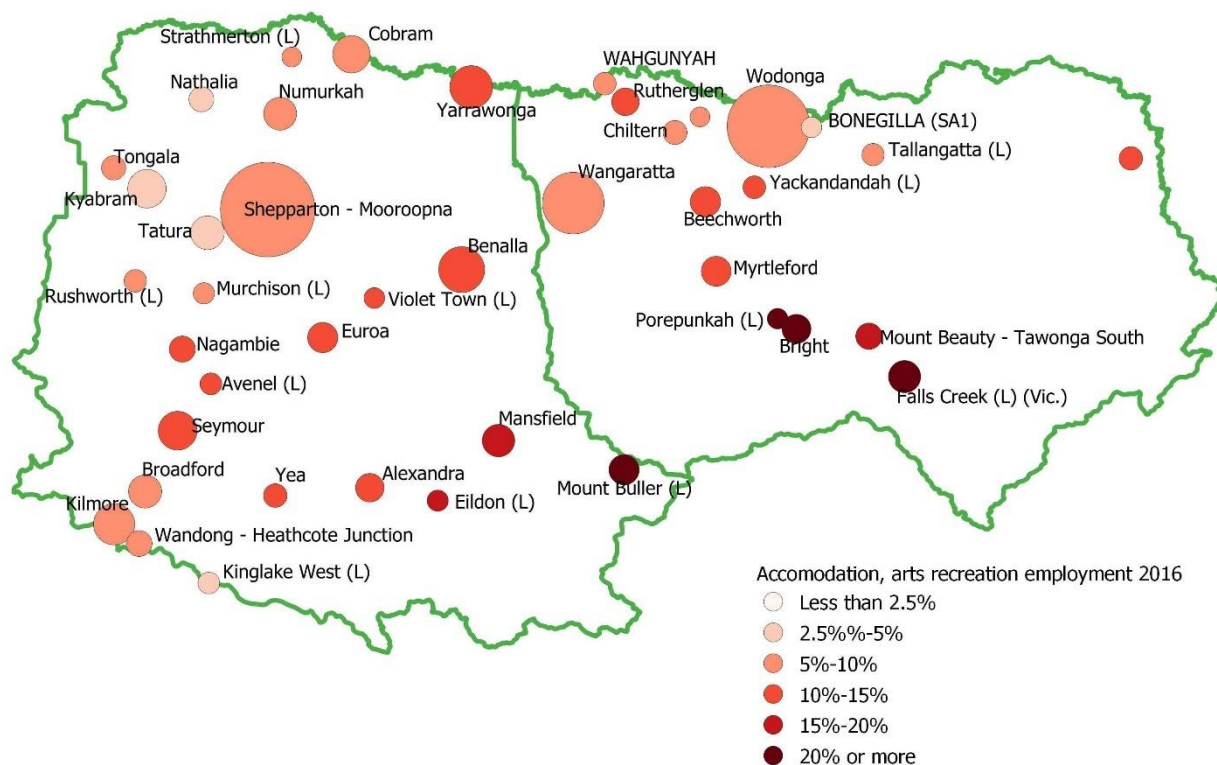 Strathmerton (L)
Cobram
Nathalia
Numurkah
WAHGUNYAH
Wodonga
Yarrawonga
Rutherglen
Chiltern
BONEGILLA (SA1)
Tallangatta (L)
Tongala
Kyabram
Wangaratta
Yackandandah (L)
Shepparton - Mooroopna
Beechworth
Tatura
Benalla
Myrtleford
Rushworth (L)
Murchison (L)
Violet Town (L)
Porepunkah (L)
Bright
Mount Beauty - Tawonga South
Nagambie
Euroa
Avenel (L)
Falls Creek (L) (Vic.)
Seymour
Mansfield
Broadford
Yea
Alexandra
Mount Buller (L)
Eildon (L)
Kilmore
Wandong - Heathcote Junction
Kinglake West (L)
Accomodation, arts recreation employment 2016
Less than 2.5%
2.5%%-5%
5%-10%
10%-15%
15%-20%
20% or more